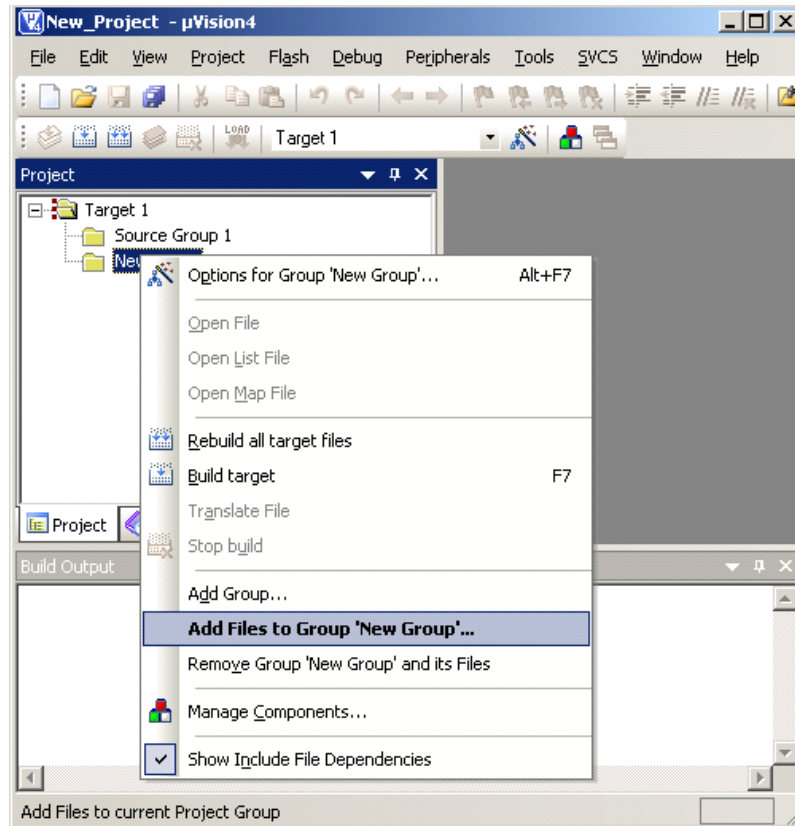 New_Project - µVision4
File Edit View Project Flash Debug Peripherals Tools SVCS Window Help
LOAD Target 1
Project
Target 1
Source Group 1
Options for Group 'New Group'... Alt+F7
Open File
Open List File
Open Map File
Rebuild all target files
Build target F7
Translate File
Stop build
Project
Build Output
Add Group...
Add Files to Group 'New Group'...
Remove Group 'New Group' and its Files
Manage Components...
Show Include File Dependencies
Add Files to current Project Group